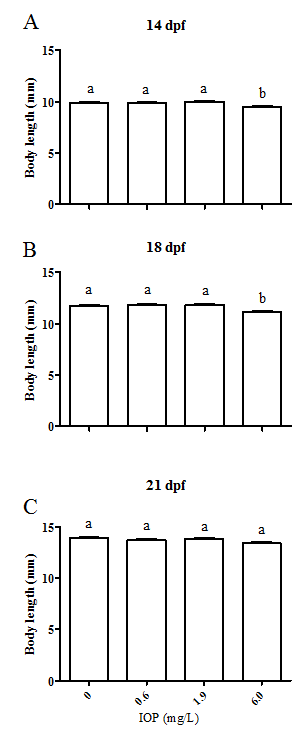 A
14 dpf
Body length (mm)
15
10
5
0
a a a b
B
18 dpf
Body length (mm)
15
10
5
0
a a a b
C
21 dpf
Body length (mm)
15
10
5
0
a a a a
0 0.6 1.9 6.0
IOP (mg/L)